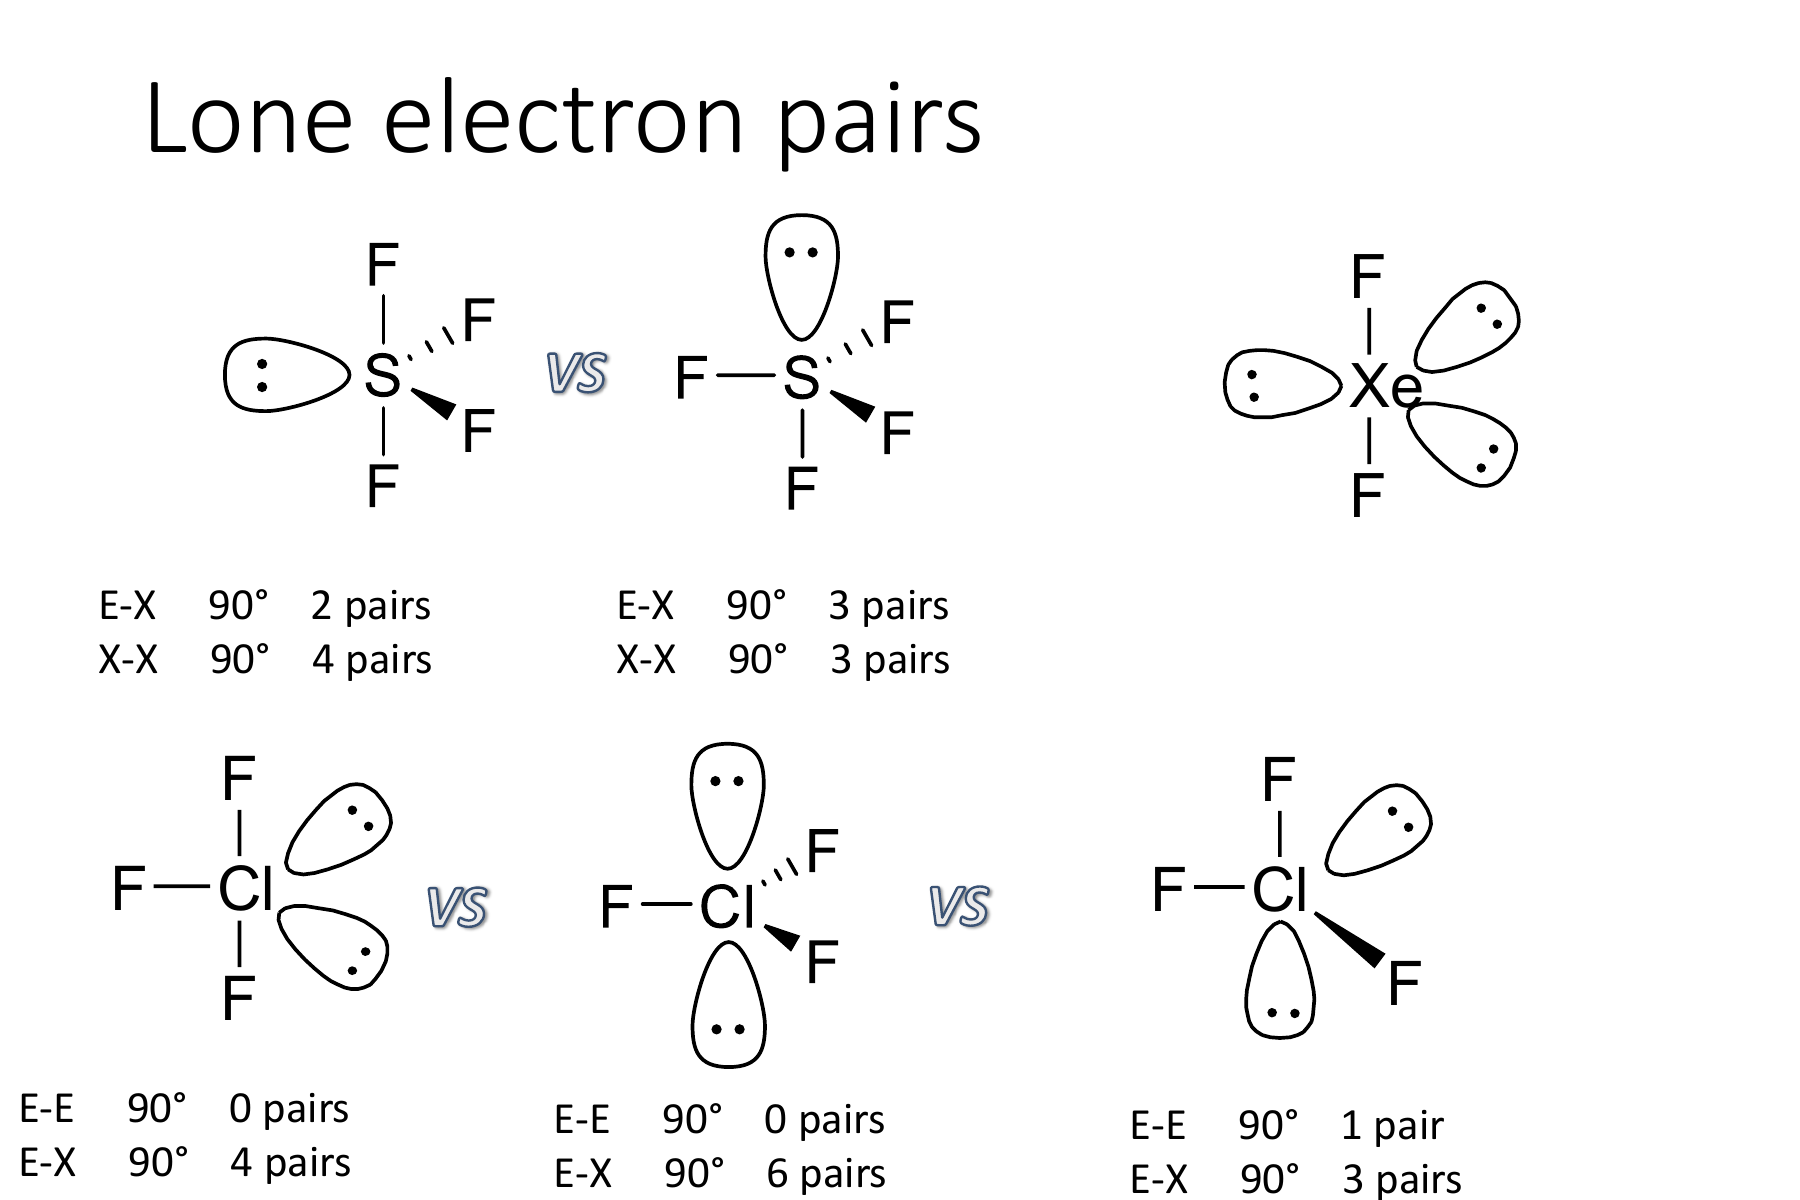 Lone electron pairs
F
F
S
F
F
VS
F
F
S
F
F
F
Xe
F
E-X 90° 2 pairs
X-X 90° 4 pairs
E-X 90° 3 pairs
X-X 90° 3 pairs
F
F Cl
F
VS
F
F Cl
F
VS
F
F Cl
F
E-E 90° 0 pairs
E-X 90° 4 pairs
E-E 90° 0 pairs
E-X 90° 6 pairs
E-E 90° 1 pair
E-X 90° 3 pairs